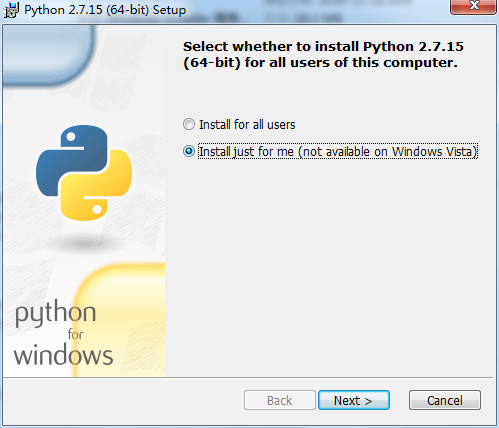 Python 2.7.15 (64-bit) Setup
Select whether to install Python 2.7.15
(64-bit) for all users of this computer.
Install for all users
Install just for me (not available on Windows Vista)
python
for
windows
Back
Next >
Cancel